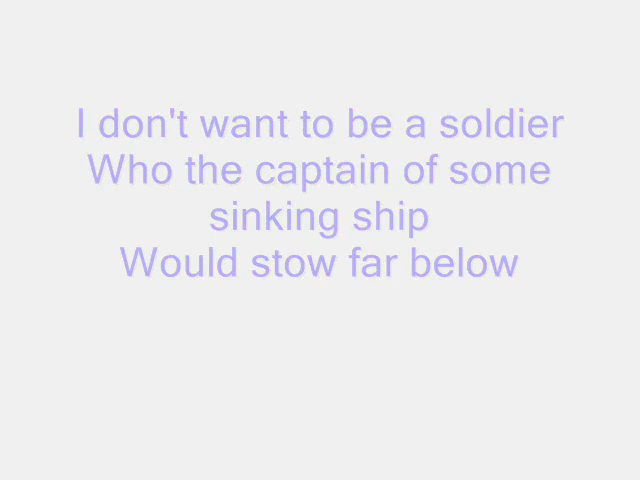 I don't want to be a soldier
Who the captain of some
sinking ship
Would stow far below